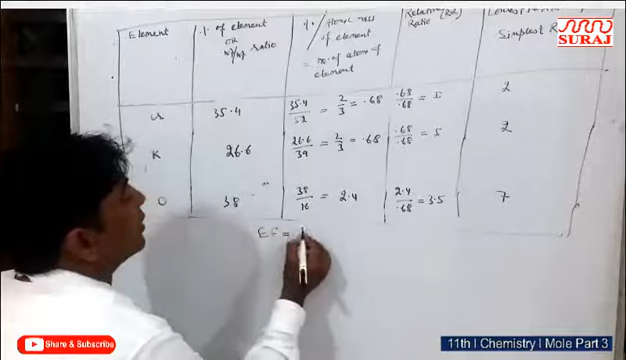 SURAJ
Element
% of element
OR
w/w ratio
% / Atomic mass
of element
= no. of atom of
element
Ratio
Simplest R
Cr 35.4 35.4/52 = 2/3 = .68 .68/.68 = 1 2
K 26.6 26.6/39 = 2/3 = .68 .68/.68 = 1 2
O 38 38/16 = 2.4 2.4/.68 = 3.5 7
EF =
Share & Subscribe
11th | Chemistry | Mole Part 3